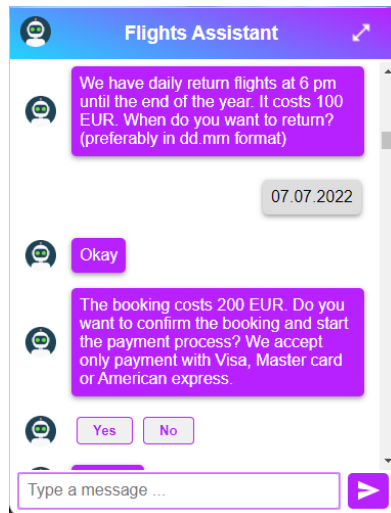 Flights Assistant
We have daily return flights at 6 pm
until the end of the year. It costs 100
EUR. When do you want to return?
(preferably in dd.mm format)
07.07.2022
Okay
The booking costs 200 EUR. Do you
want to confirm the booking and start
the payment process? We accept
only payment with Visa, Master card
or American express.
Yes No
Type a message ...